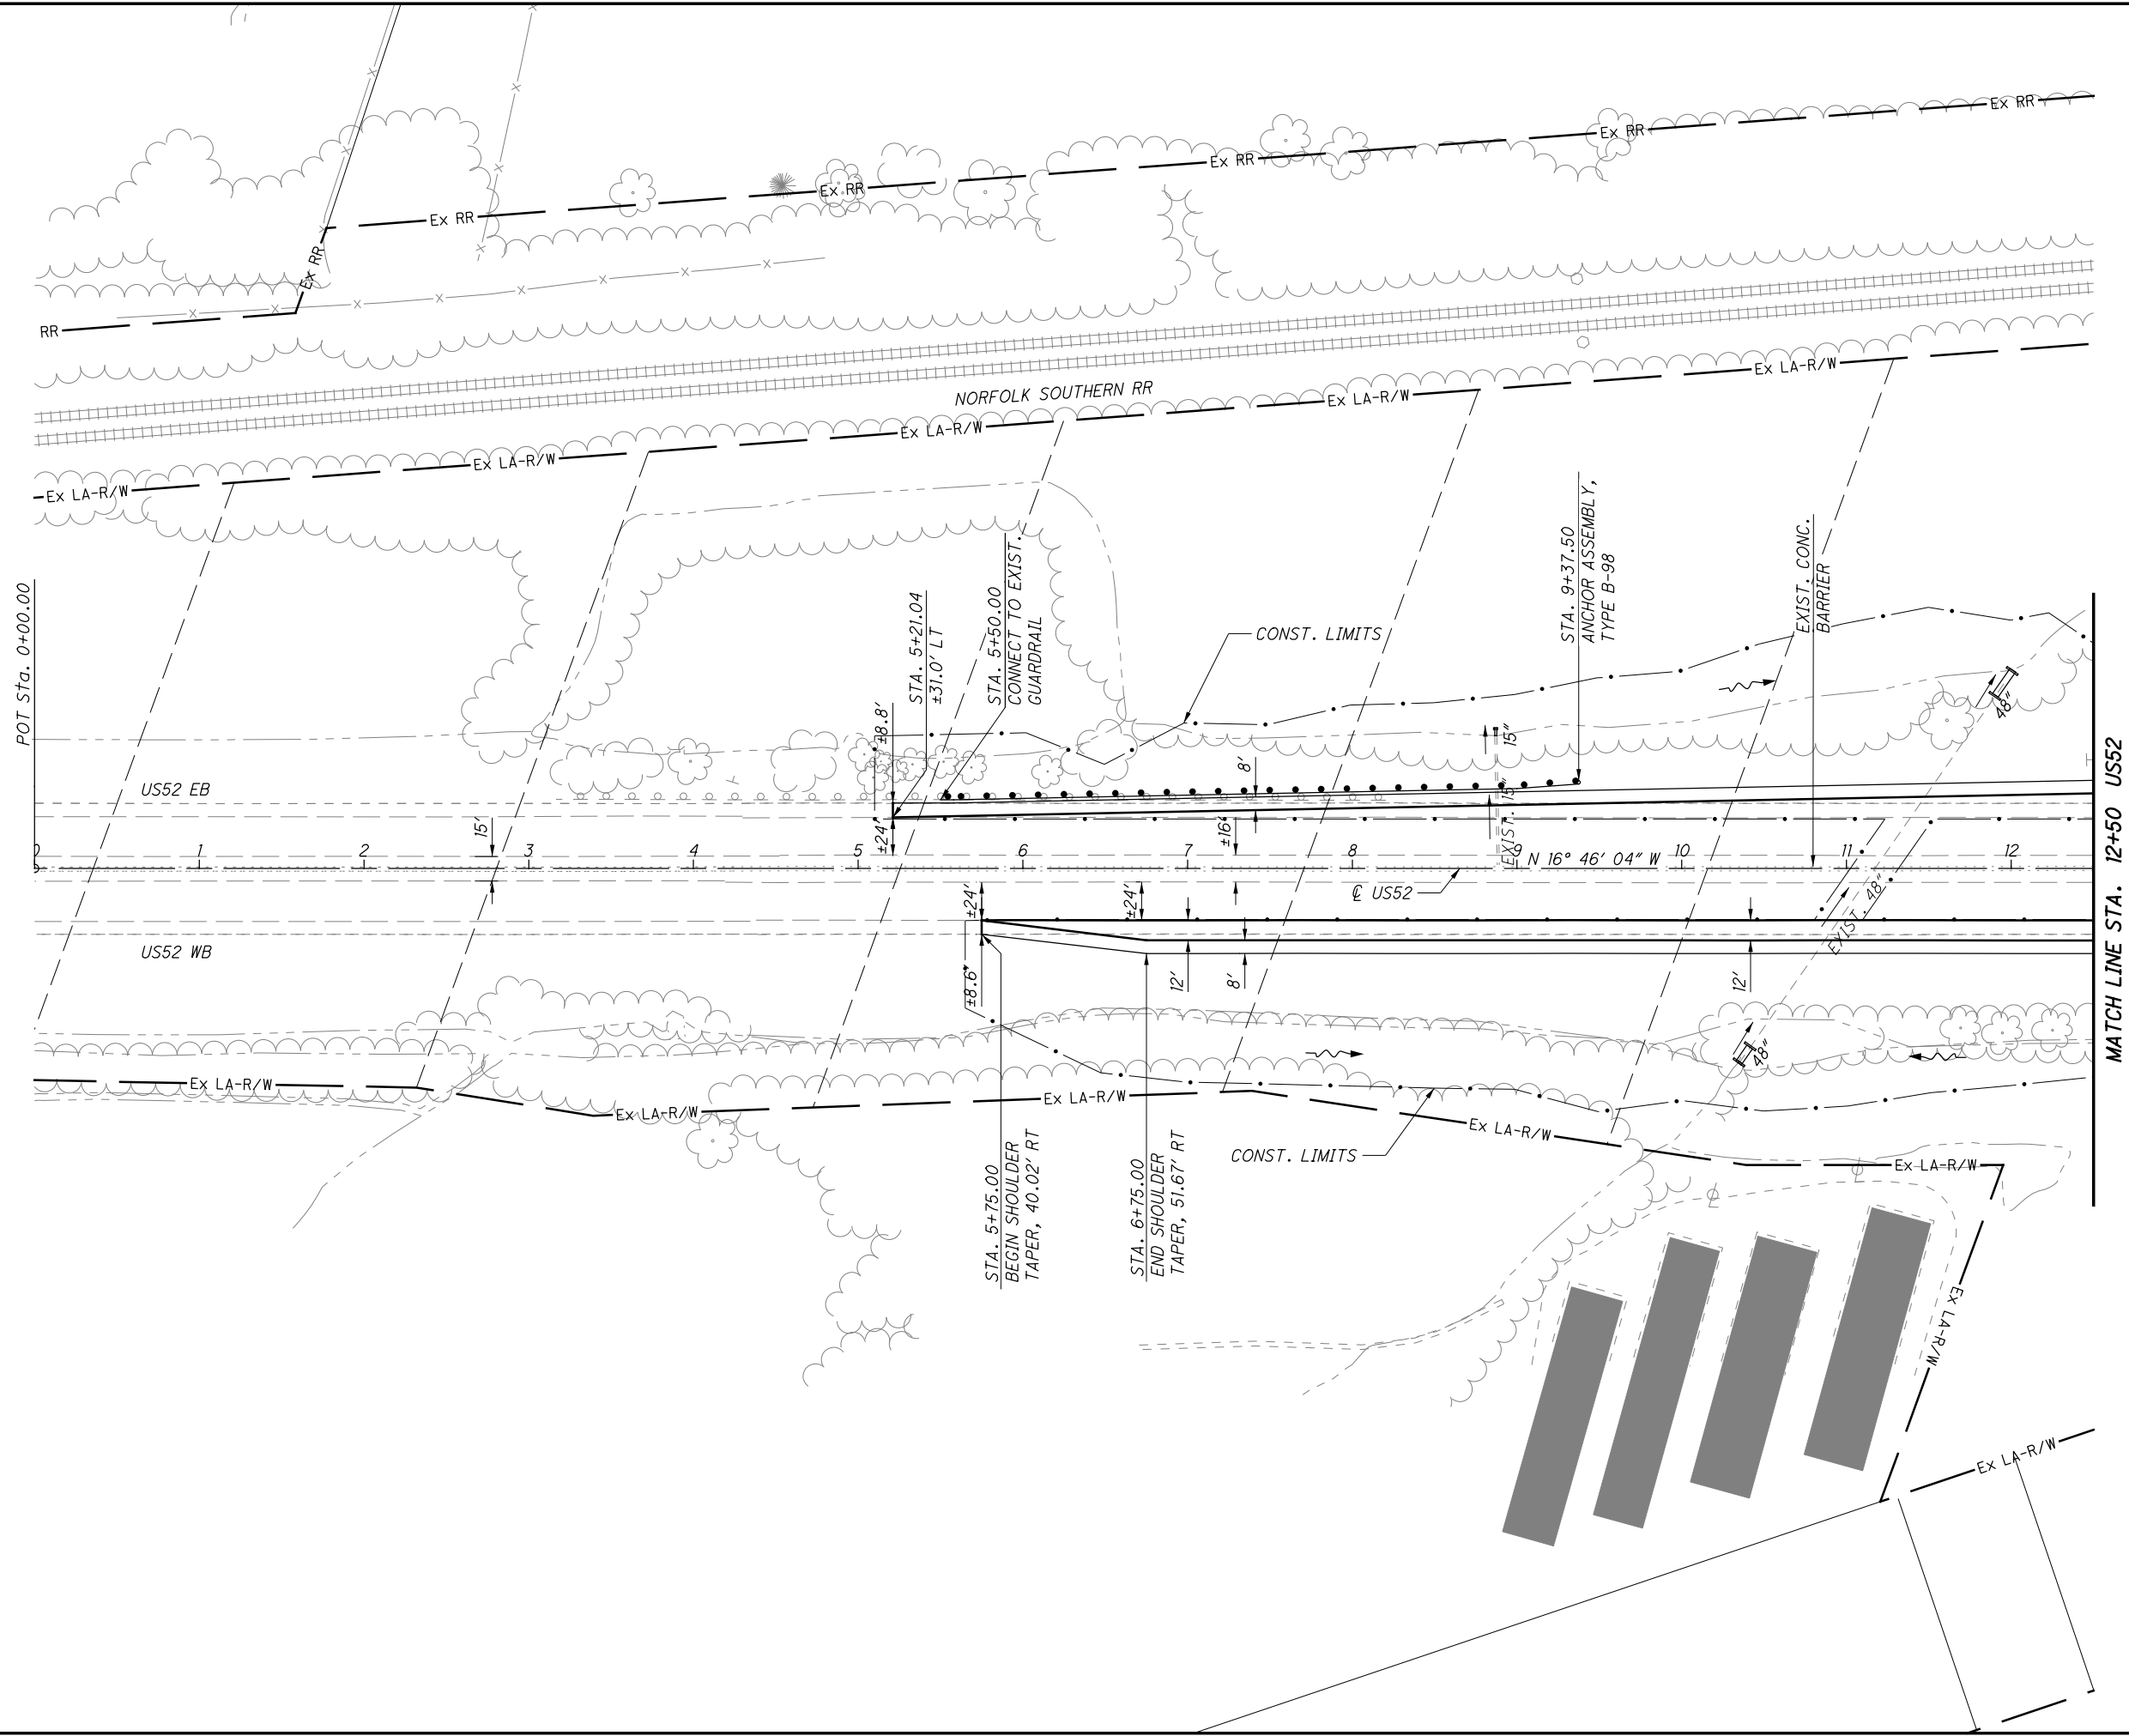 Ex RR
Ex RR
Ex RR
Ex RR
Ex RR
Ex RR
RR
NORFOLK SOUTHERN RR
Ex LA-R/W
Ex LA-R/W
Ex LA-R/W
Ex LA-R/W
Ex LA-R/W
POT Sta. 0+00.00
STA. 5+21.04
±31.0' LT
STA. 5+50.00
CONNECT TO EXIST.
GUARDRAIL
CONST. LIMITS
STA. 9+37.50
ANCHOR ASSEMBLY,
TYPE B-98
EXIST. CONC.
BARRIER
48"
15"
±8.8'
8'
US52 EB
15'
±24'
±16'
EXIST. 15"
0 1 2 3 4 5 6 7 8 9 10 11 12
N 16° 46' 04" W
℄ US52
±24'
±24'
EXIST. 48"
US52 WB
±8.6'
12'
8'
12'
48"
MATCH LINE STA. 12+50 US52
Ex LA-R/W
Ex LA-R/W
Ex LA-R/W
Ex LA-R/W
Ex LA-R/W
STA. 5+75.00
BEGIN SHOULDER
TAPER, 40.02' RT
STA. 6+75.00
END SHOULDER
TAPER, 51.67' RT
CONST. LIMITS
Ex LA-R/W
Ex LA-R/W